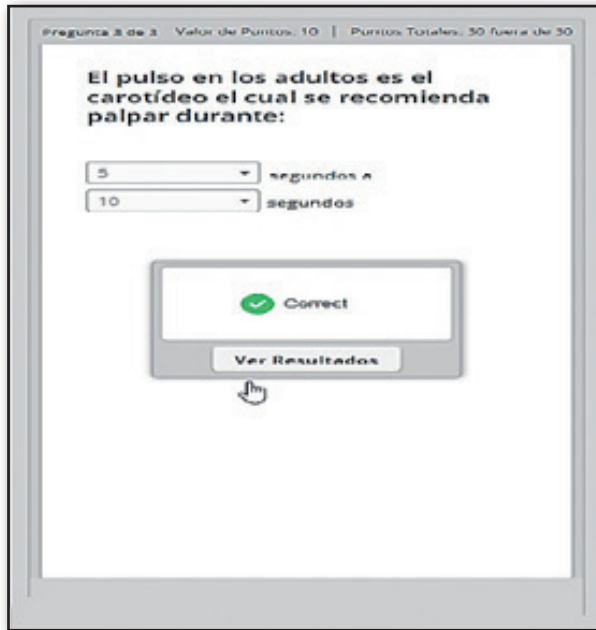 Pregunta 3 de 3 Valor de Puntos: 10 | Puntos Totales: 30 fuera de 30
El pulso en los adultos es el
carotídeo el cual se recomienda
palpar durante:
5 segundos a
10 segundos
Correct
Ver Resultados